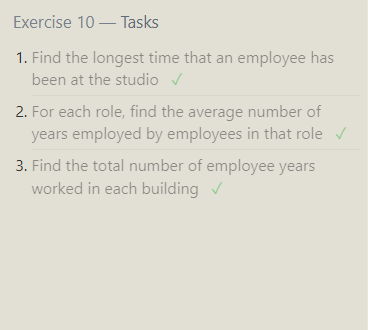 Exercise 10 — Tasks
1. Find the longest time that an employee has
been at the studio ✓
2. For each role, find the average number of
years employed by employees in that role ✓
3. Find the total number of employee years
worked in each building ✓